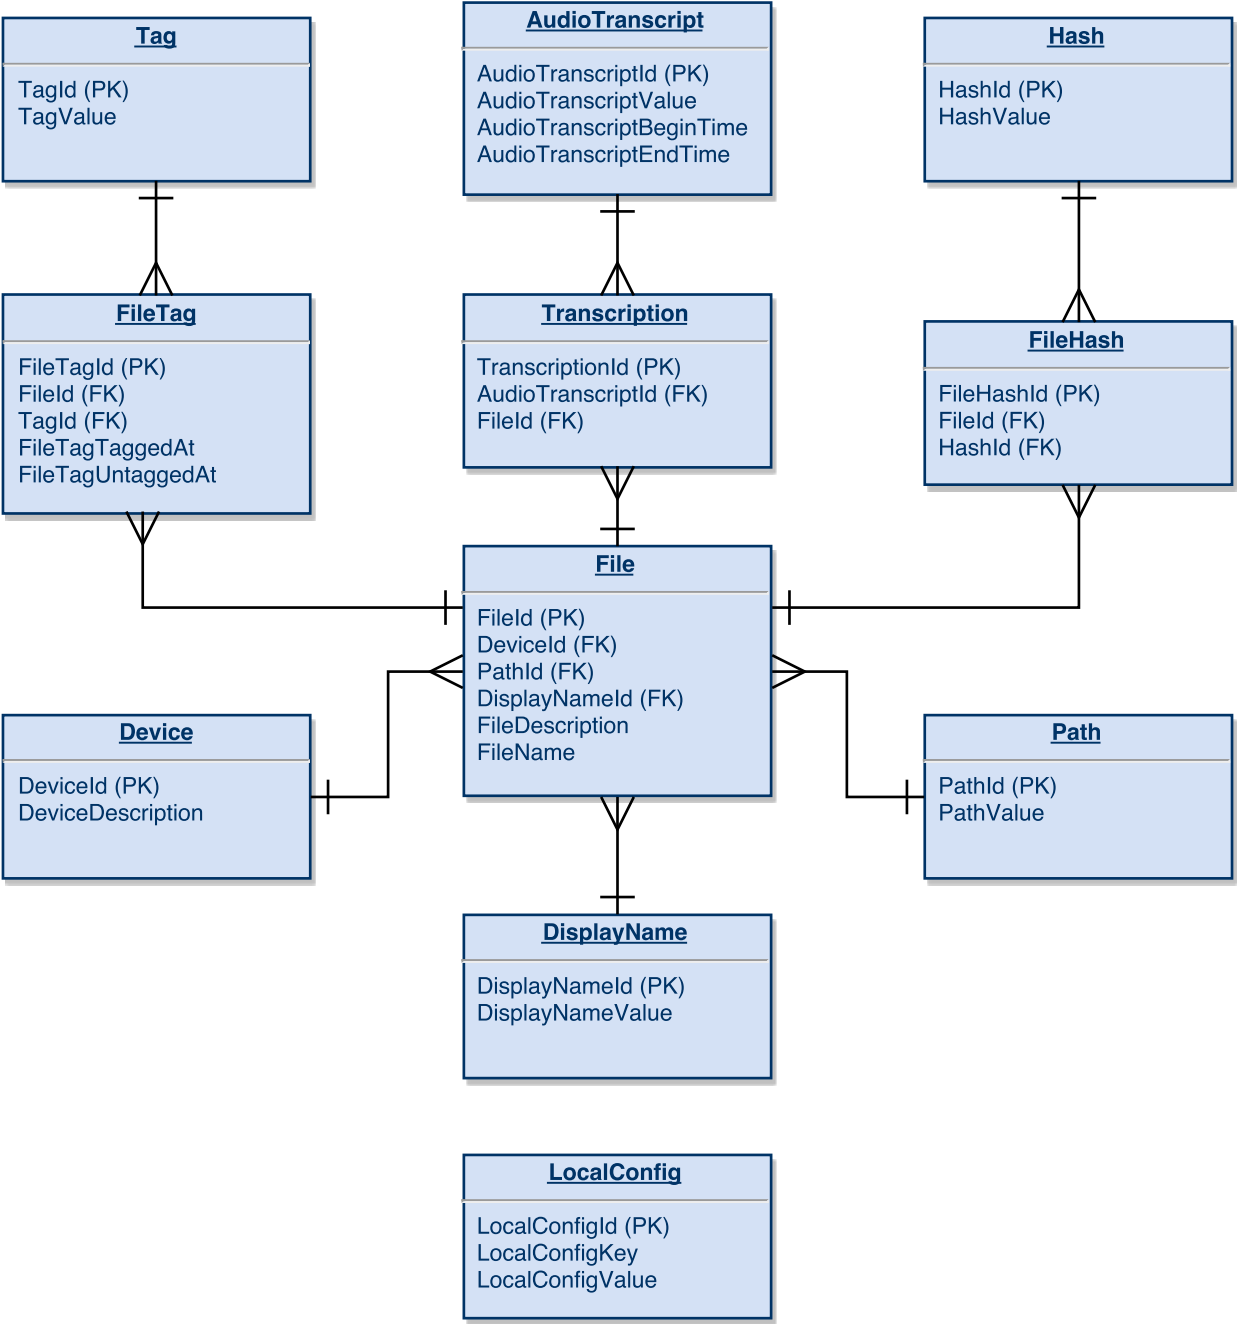 Tag
TagId (PK)
TagValue
AudioTranscript
AudioTranscriptId (PK)
AudioTranscriptValue
AudioTranscriptBeginTime
AudioTranscriptEndTime
Hash
HashId (PK)
HashValue
FileTag
FileTagId (PK)
FileId (FK)
TagId (FK)
FileTagTaggedAt
FileTagUntaggedAt
Transcription
TranscriptionId (PK)
AudioTranscriptId (FK)
FileId (FK)
FileHash
FileHashId (PK)
FileId (FK)
HashId (FK)
File
FileId (PK)
DeviceId (FK)
PathId (FK)
DisplayNameId (FK)
FileDescription
FileName
Device
DeviceId (PK)
DeviceDescription
Path
PathId (PK)
PathValue
DisplayName
DisplayNameId (PK)
DisplayNameValue
LocalConfig
LocalConfigId (PK)
LocalConfigKey
LocalConfigValue